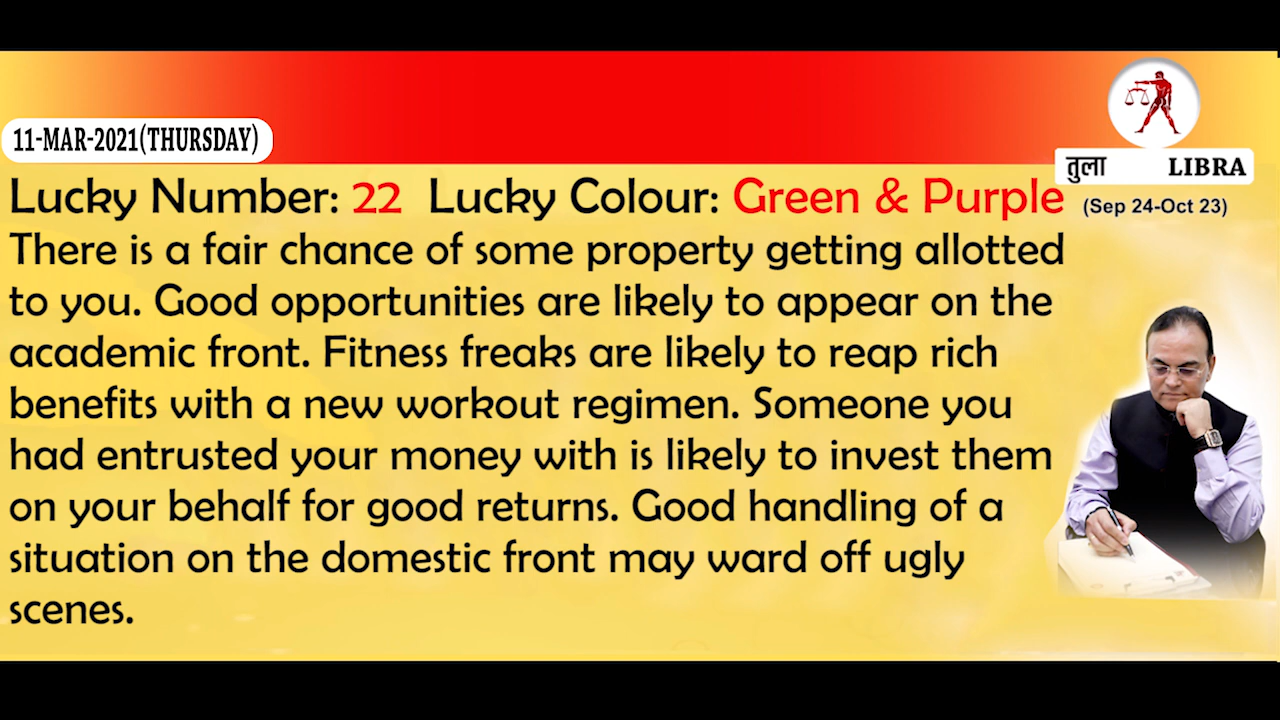 11-MAR-2021(THURSDAY)
तुला LIBRA
(Sep 24-Oct 23)
Lucky Number: 22 Lucky Colour: Green & Purple
There is a fair chance of some property getting allotted
to you. Good opportunities are likely to appear on the
academic front. Fitness freaks are likely to reap rich
benefits with a new workout regimen. Someone you
had entrusted your money with is likely to invest them
on your behalf for good returns. Good handling of a
situation on the domestic front may ward off ugly
scenes.